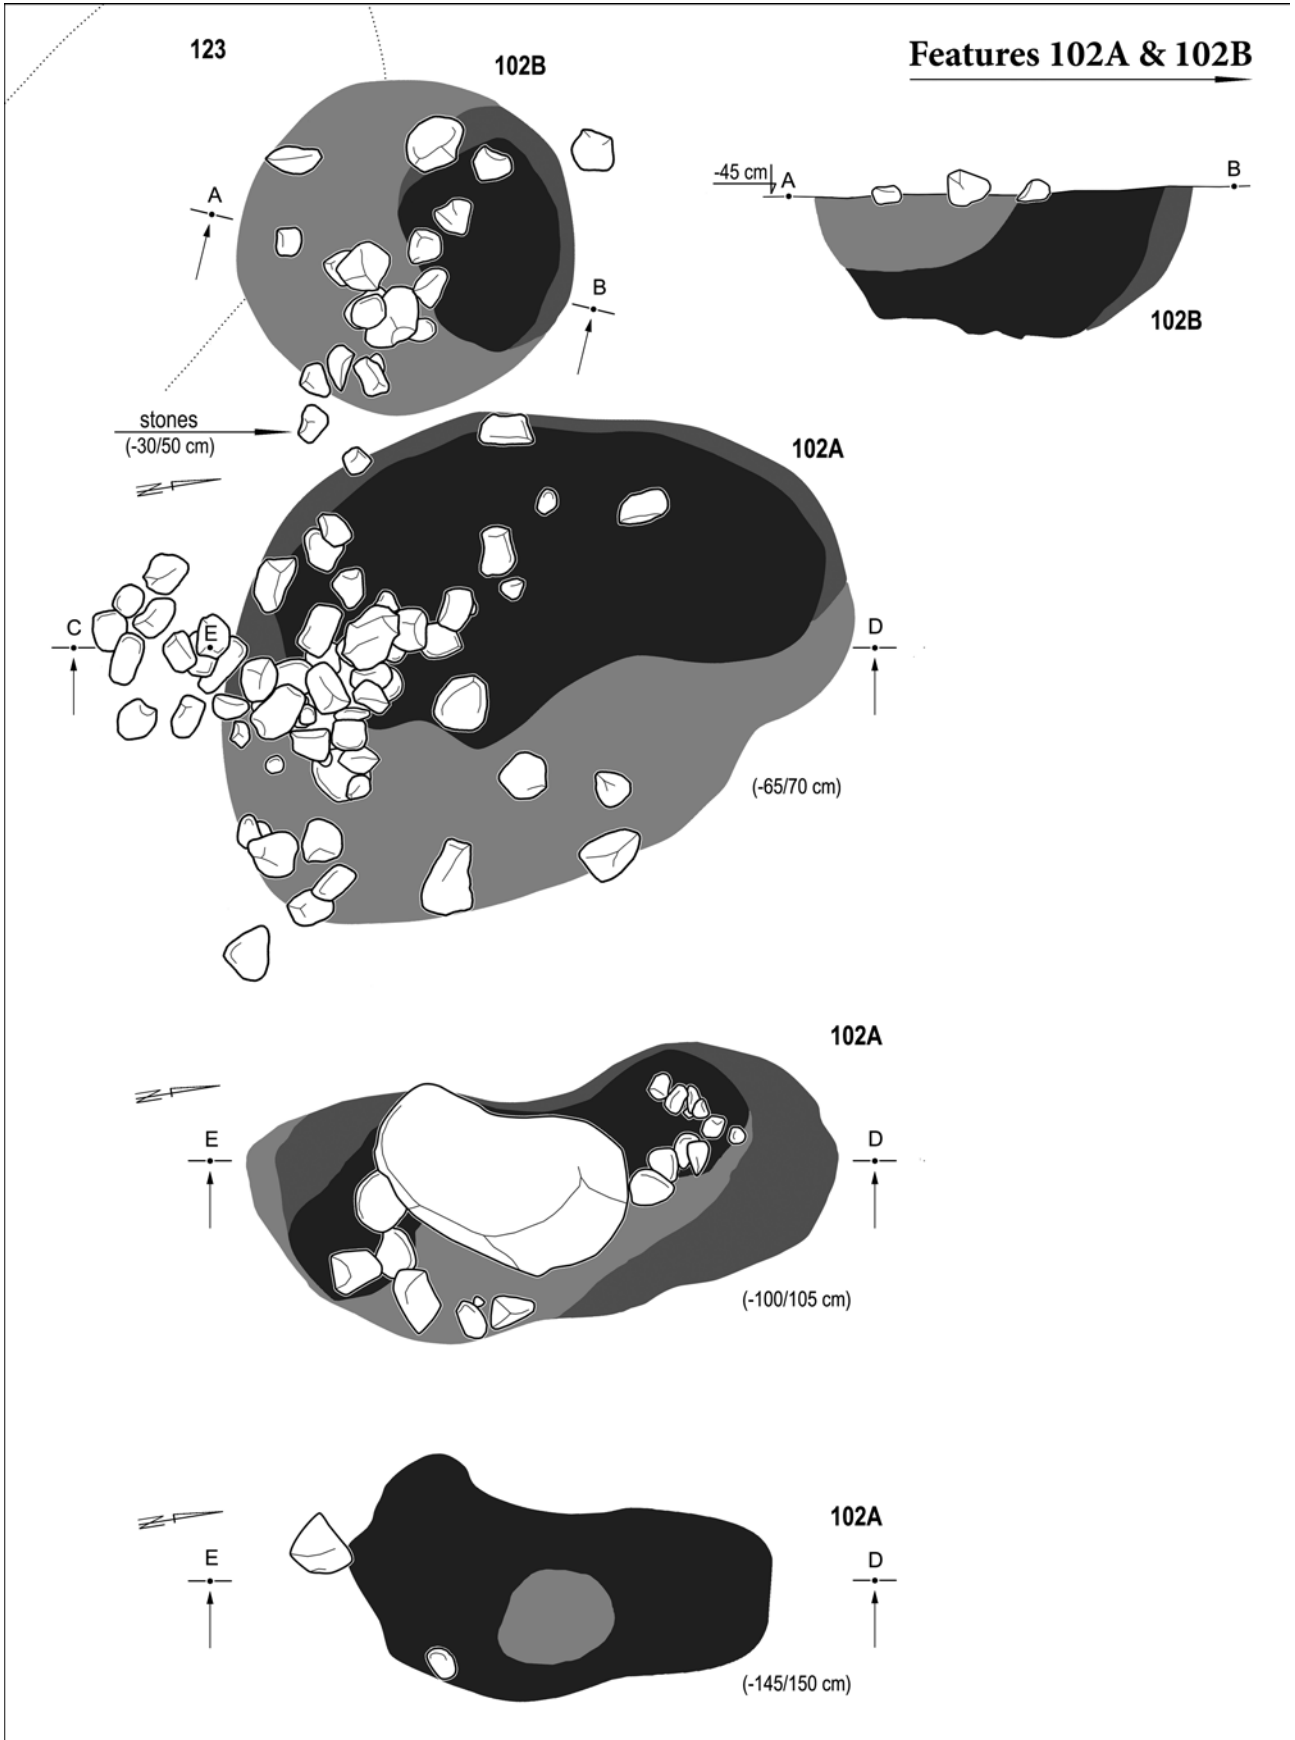 Features 102A & 102B
123
102B
A
B
-45 cm
A
B
102B
stones
(-30/50 cm)
102A
N
C
E
D
(-65/70 cm)
102A
N
E
D
(-100/105 cm)
102A
N
E
D
(-145/150 cm)